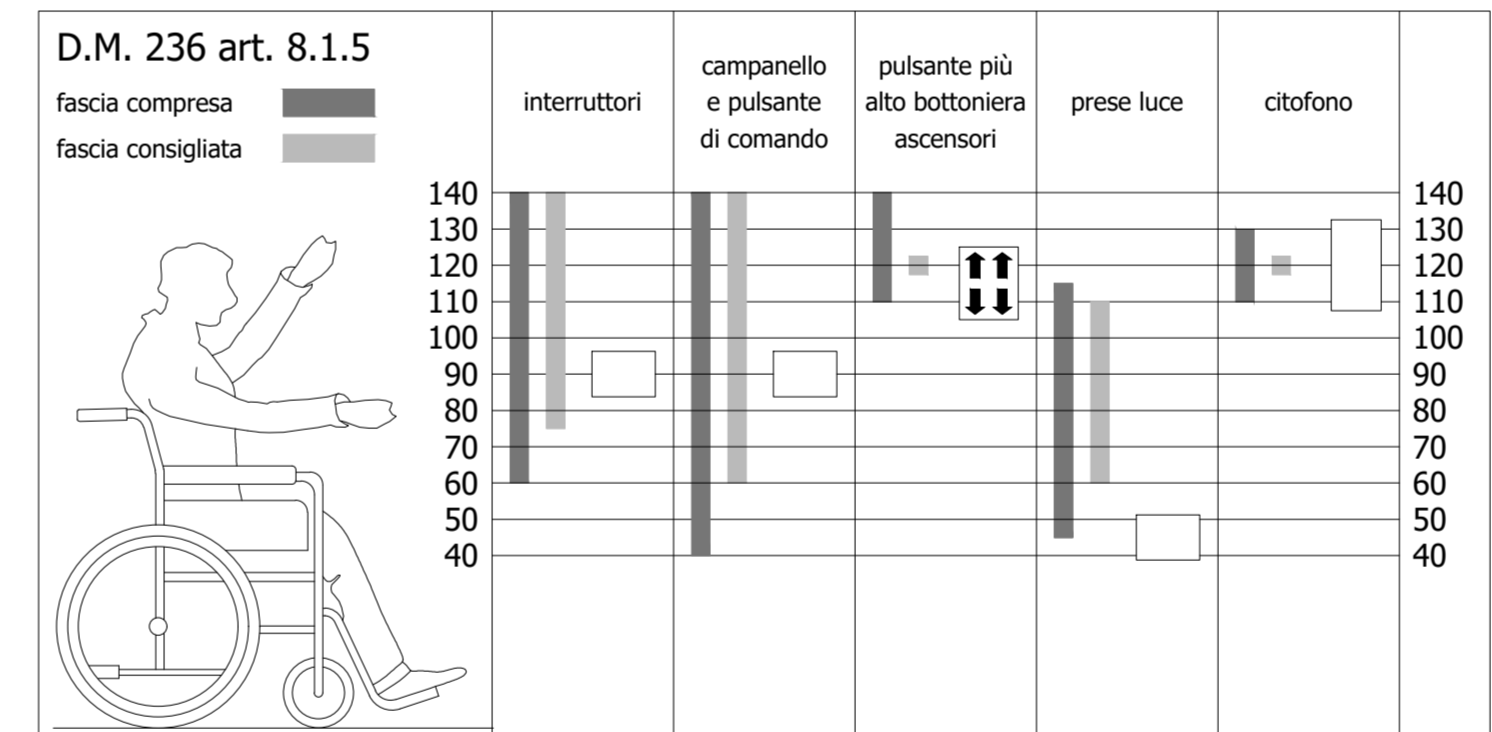 D.M. 236 art. 8.1.5
fascia compresa
fascia consigliata
interruttori
campanello
e pulsante
di comando
pulsante più
alto bottoniera
ascensori
prese luce
citofono
140 140
130 130
120 120
110 110
100 100
90 90
80 80
70 70
60 60
50 50
40 40